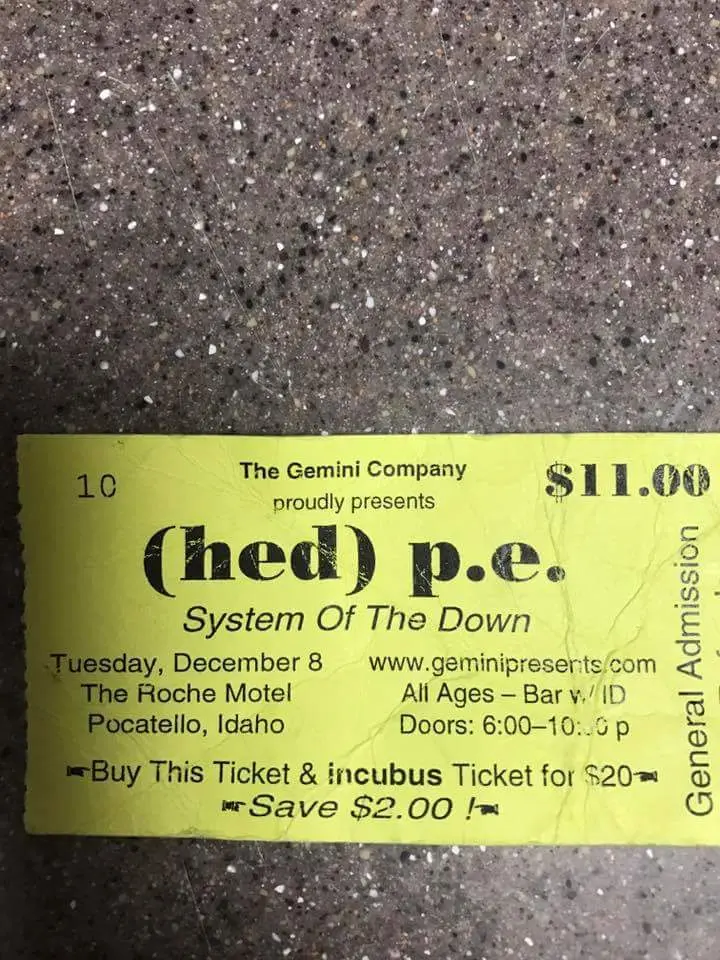 10
The Gemini Company
$11.00
proudly presents
(hed) p.e.
System Of The Down
Tuesday, December 8
www.geminipresents.com
The Roche Motel
All Ages – Bar w/ ID
Pocatello, Idaho
Doors: 6:00–
Buy This Ticket & incubus Ticket for $20
Save $2.00 !
General Admission